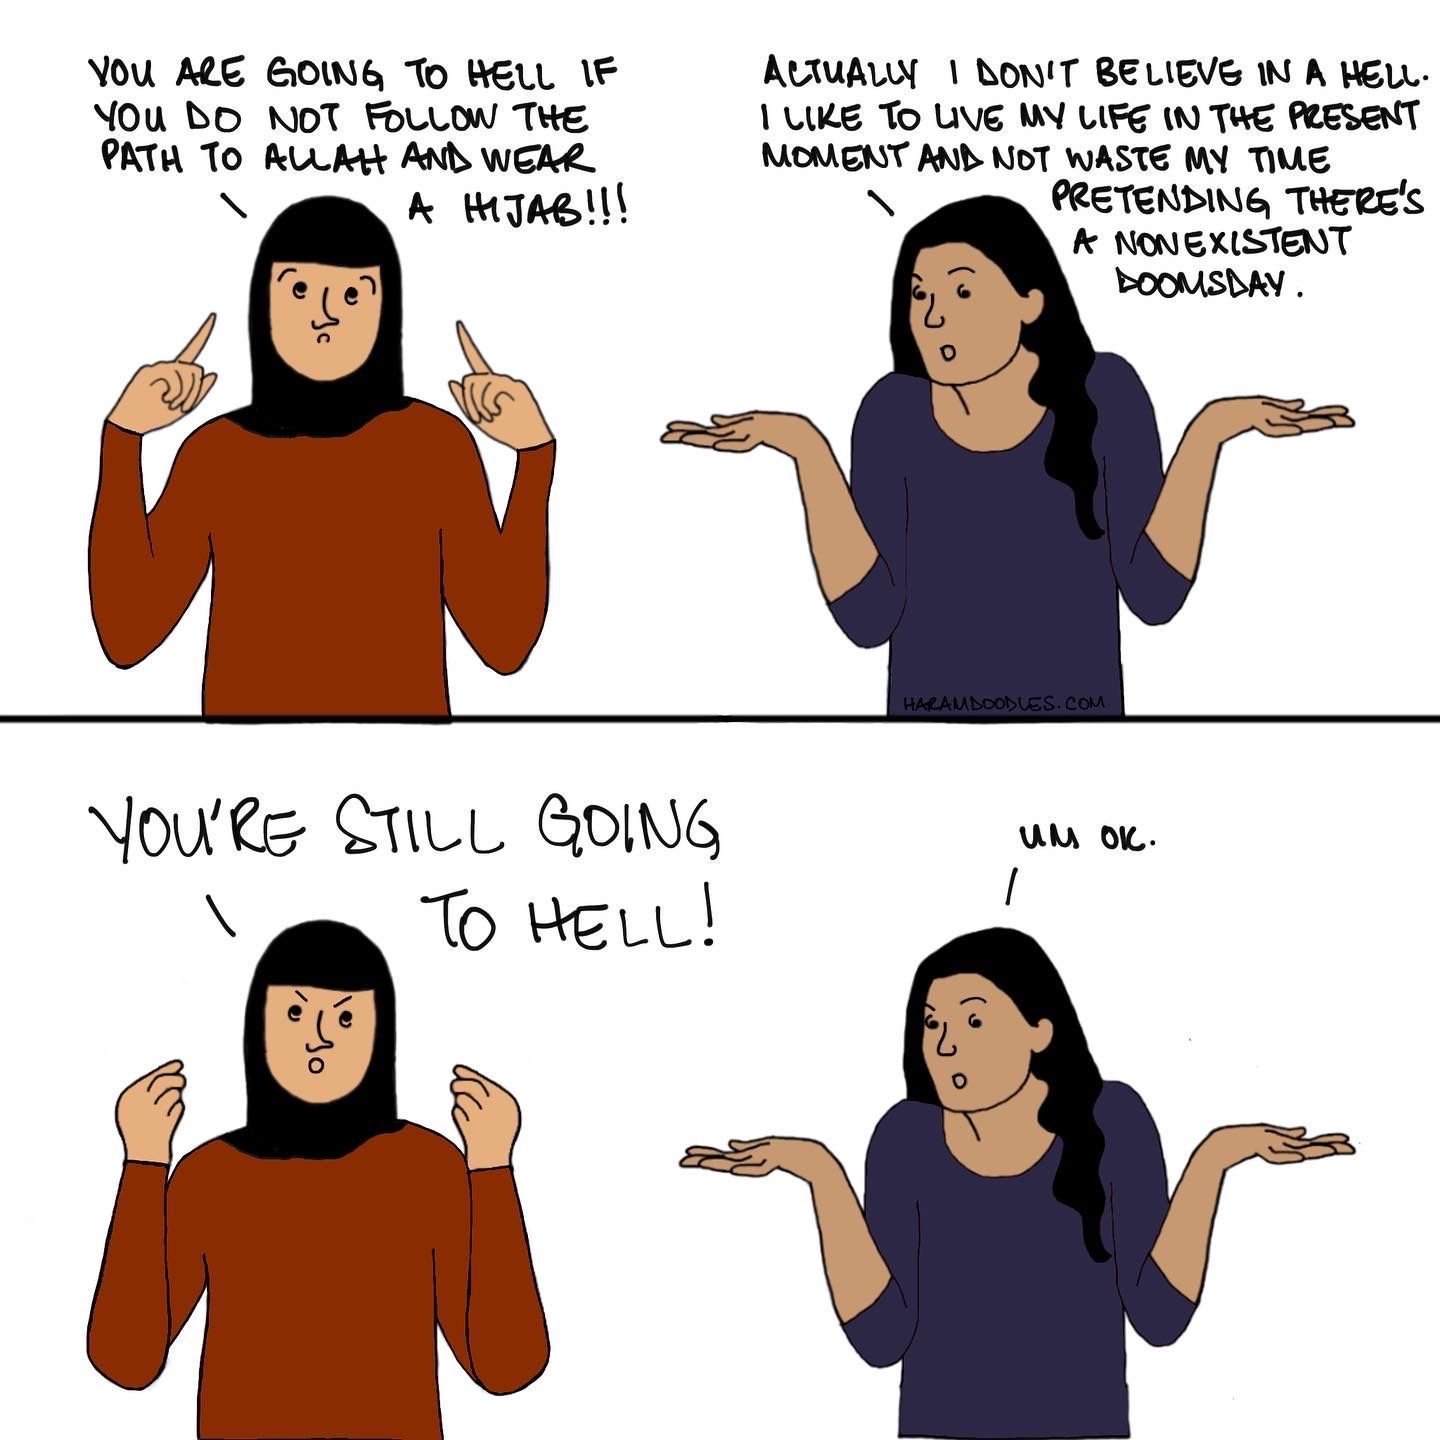 YOU ARE GOING TO HELL IF
YOU DO NOT FOLLOW THE
PATH TO ALLAH AND WEAR
A HIJAB!!!
ACTUALLY I DON'T BELIEVE IN A HELL.
I LIKE TO LIVE MY LIFE IN THE PRESENT
MOMENT AND NOT WASTE MY TIME
PRETENDING THERE'S
A NONEXISTENT
DOOMSDAY.
HARAMDOODLES.COM
YOU'RE STILL GOING
TO HELL!
UM OK.